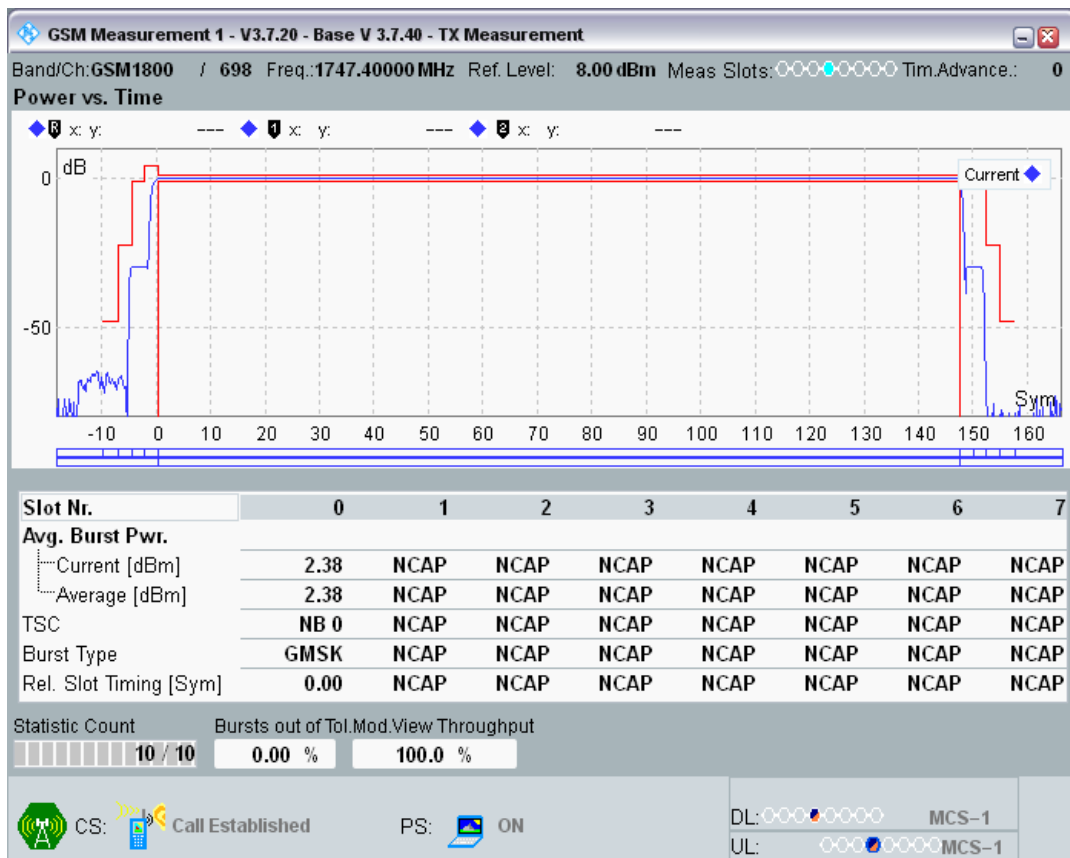 GSM Measurement 1 - V3.7.20 - Base V 3.7.40 - TX Measurement
Band/Ch:GSM1800 / 698 Freq.:1747.40000 MHz Ref. Level: 8.00 dBm Meas Slots: Tim.Advance.: 0
Power vs. Time
R x: y: --- 1 x: y: --- 2 x: y: ---
dB
0
Current
-50
Sym
-10 0 10 20 30 40 50 60 70 80 90 100 110 120 130 140 150 160
Slot Nr. 0 1 2 3 4 5 6 7
Avg. Burst Pwr.
Current [dBm] 2.38 NCAP NCAP NCAP NCAP NCAP NCAP NCAP
Average [dBm] 2.38 NCAP NCAP NCAP NCAP NCAP NCAP NCAP
TSC NB 0 NCAP NCAP NCAP NCAP NCAP NCAP NCAP
Burst Type GMSK NCAP NCAP NCAP NCAP NCAP NCAP NCAP
Rel. Slot Timing [Sym] 0.00 NCAP NCAP NCAP NCAP NCAP NCAP NCAP
Statistic Count Bursts out of Tol.Mod.View Throughput
10 / 10 0.00 % 100.0 %
CS: Call Established PS: ON
DL: MCS-1
UL: MCS-1